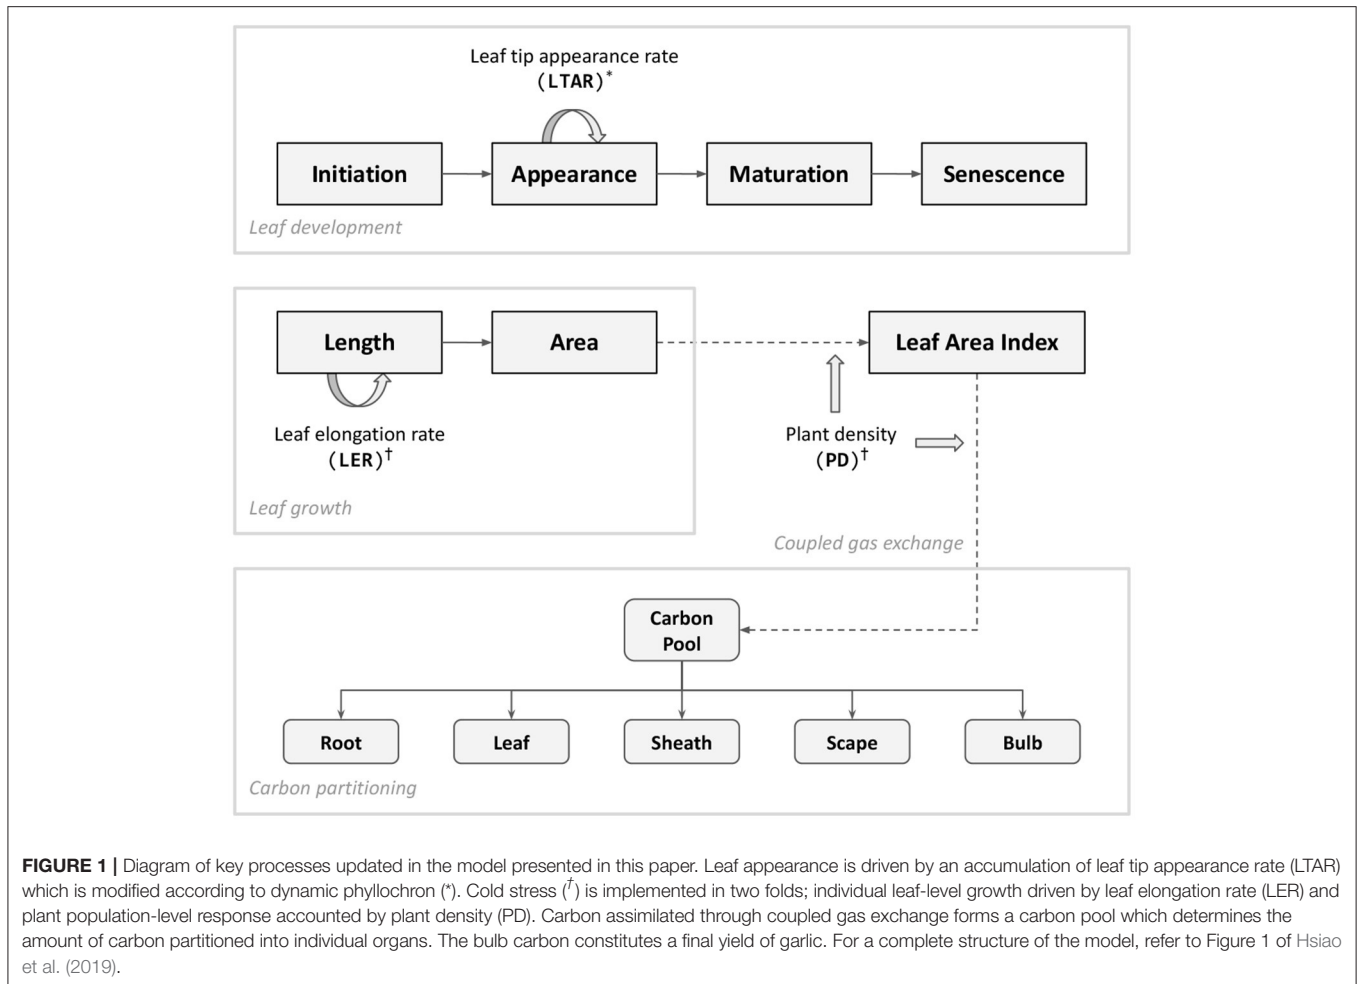 Leaf tip appearance rate
(LTAR)*
Initiation
Appearance
Maturation
Senescence
Leaf development
Length
Area
Leaf Area Index
Leaf elongation rate
(LER)†
Plant density
(PD)†
Leaf growth
Coupled gas exchange
Carbon
Pool
Root
Leaf
Sheath
Scape
Bulb
Carbon partitioning
FIGURE 1 | Diagram of key processes updated in the model presented in this paper. Leaf appearance is driven by an accumulation of leaf tip appearance rate (LTAR)
which is modified according to dynamic phyllochron (*). Cold stress (†) is implemented in two folds; individual leaf-level growth driven by leaf elongation rate (LER) and
plant population-level response accounted by plant density (PD). Carbon assimilated through coupled gas exchange forms a carbon pool which determines the
amount of carbon partitioned into individual organs. The bulb carbon constitutes a final yield of garlic. For a complete structure of the model, refer to Figure 1 of Hsiao
et al. (2019).